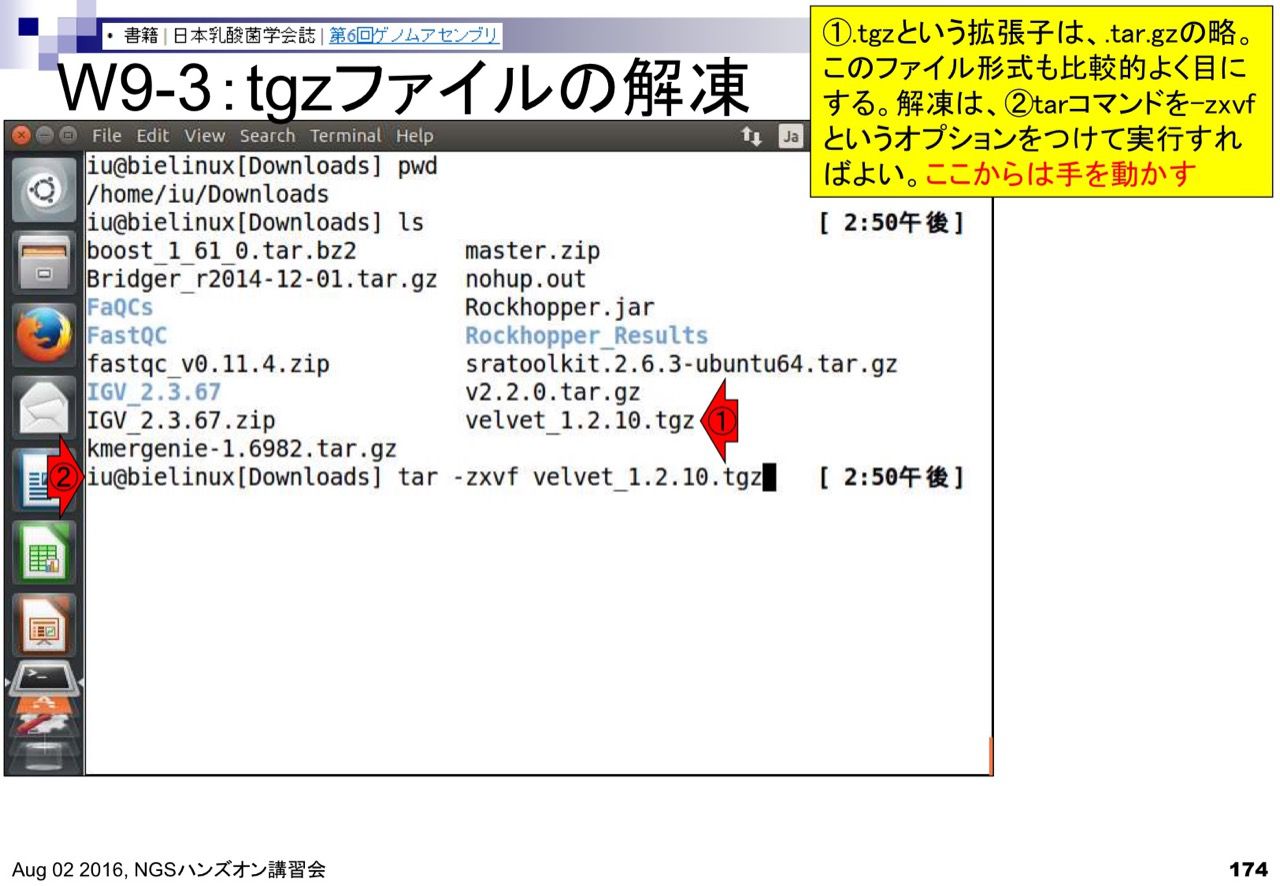 • 書籍 | 日本乳酸菌学会誌 | 第6回ゲノムアセンブリ
W9-3：tgzファイルの解凍
①.tgzという拡張子は、.tar.gzの略。
このファイル形式も比較的よく目に
する。解凍は、②tarコマンドを-zxvf
というオプションをつけて実行すれ
ばよい。ここからは手を動かす
File Edit View Search Terminal Help Ja
iu@bielinux[Downloads] pwd
/home/iu/Downloads
iu@bielinux[Downloads] ls [ 2:50午後]
boost_1_61_0.tar.bz2 master.zip
Bridger_r2014-12-01.tar.gz nohup.out
FaQCs Rockhopper.jar
FastQC Rockhopper_Results
fastqc_v0.11.4.zip sratoolkit.2.6.3-ubuntu64.tar.gz
IGV_2.3.67 v2.2.0.tar.gz
IGV_2.3.67.zip velvet_1.2.10.tgz ①
kmergenie-1.6982.tar.gz
② iu@bielinux[Downloads] tar -zxvf velvet_1.2.10.tgz [ 2:50午後]
Aug 02 2016, NGSハンズオン講習会
174